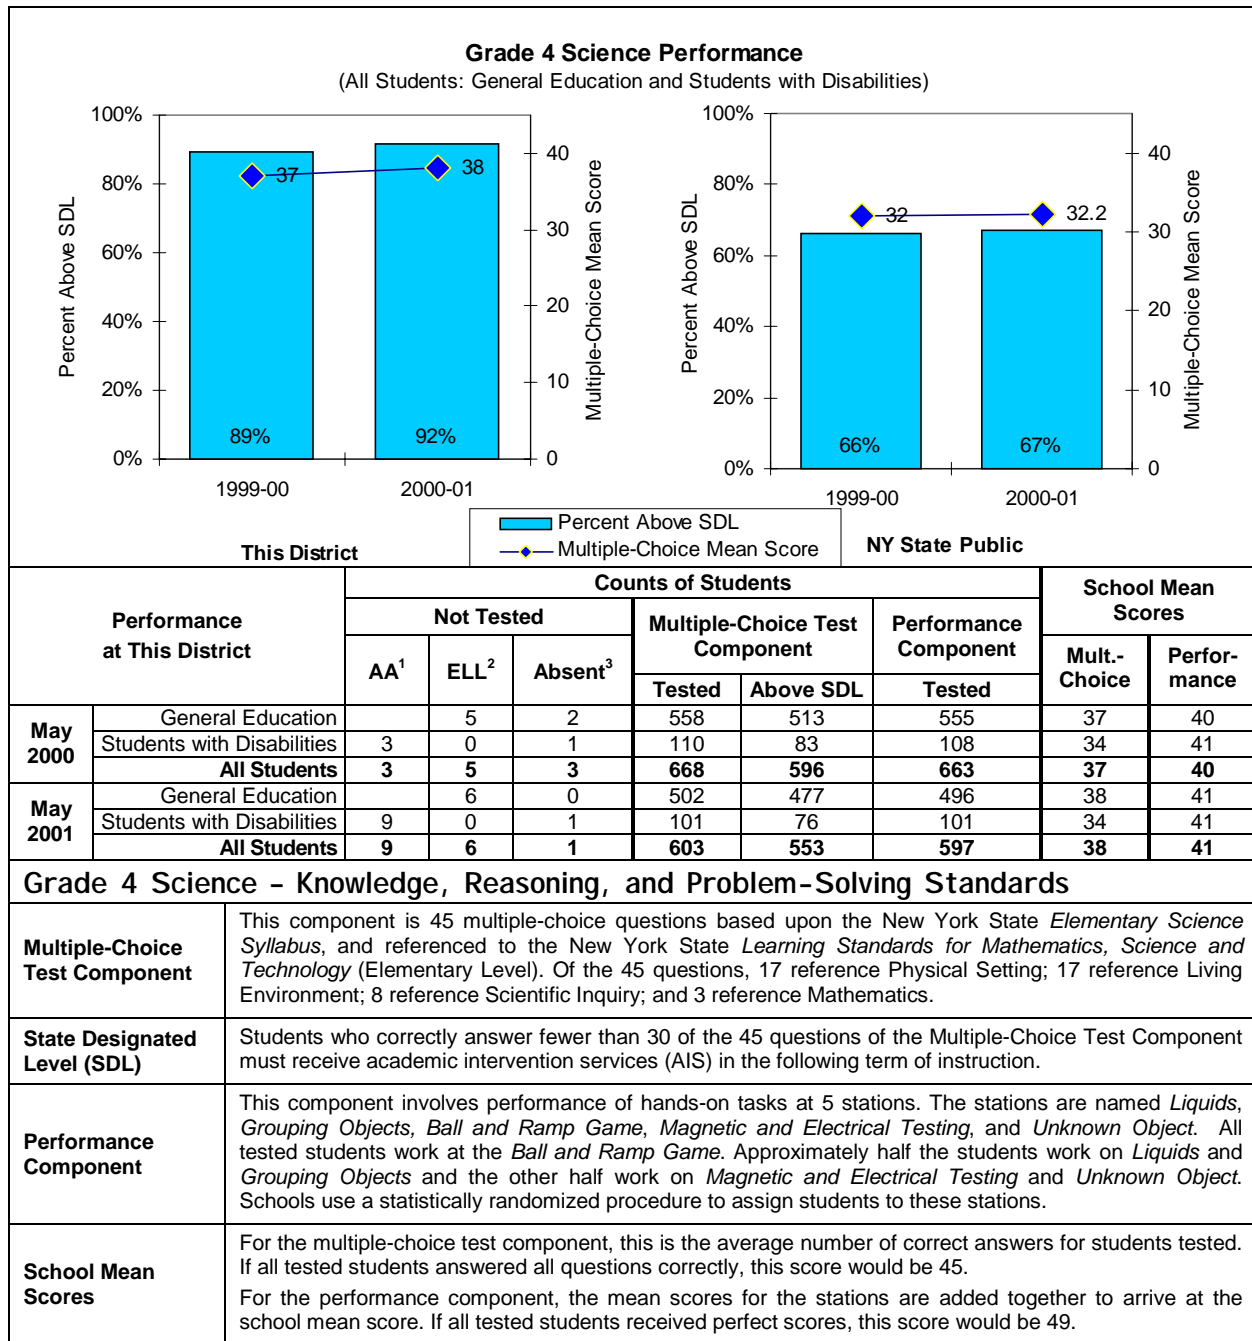 Grade 4 Science Performance
(All Students: General Education and Students with Disabilities)
100%
80%
60%
40%
20%
0%
Percent Above SDL
37
38
89%
92%
1999-00
2000-01
40
30
20
10
0
Multiple-Choice Mean Score
This District
100%
80%
60%
40%
20%
0%
Percent Above SDL
32
32.2
66%
67%
1999-00
2000-01
40
30
20
10
0
Multiple-Choice Mean Score
NY State Public
Percent Above SDL
Multiple-Choice Mean Score
Performance
at This District
Counts of Students
School Mean
Scores
Not Tested
Multiple-Choice Test
Component
Performance
Component
AA1 ELL2 Absent3
Tested Above SDL Tested
Mult.-
Choice
Perfor-
mance
May
2000
General Education 5 2 558 513 555 37 40
Students with Disabilities 3 0 1 110 83 108 34 41
All Students 3 5 3 668 596 663 37 40
May
2001
General Education 6 0 502 477 496 38 41
Students with Disabilities 9 0 1 101 76 101 34 41
All Students 9 6 1 603 553 597 38 41
Grade 4 Science – Knowledge, Reasoning, and Problem-Solving Standards
Multiple-Choice
Test Component
This component is 45 multiple-choice questions based upon the New York State Elementary Science
Syllabus, and referenced to the New York State Learning Standards for Mathematics, Science and
Technology (Elementary Level). Of the 45 questions, 17 reference Physical Setting; 17 reference Living
Environment; 8 reference Scientific Inquiry; and 3 reference Mathematics.
State Designated
Level (SDL)
Students who correctly answer fewer than 30 of the 45 questions of the Multiple-Choice Test Component
must receive academic intervention services (AIS) in the following term of instruction.
Performance
Component
This component involves performance of hands-on tasks at 5 stations. The stations are named Liquids,
Grouping Objects, Ball and Ramp Game, Magnetic and Electrical Testing, and Unknown Object. All
tested students work at the Ball and Ramp Game. Approximately half the students work on Liquids and
Grouping Objects and the other half work on Magnetic and Electrical Testing and Unknown Object.
Schools use a statistically randomized procedure to assign students to these stations.
School Mean
Scores
For the multiple-choice test component, this is the average number of correct answers for students tested.
If all tested students answered all questions correctly, this score would be 45.
For the performance component, the mean scores for the stations are added together to arrive at the
school mean score. If all tested students received perfect scores, this score would be 49.